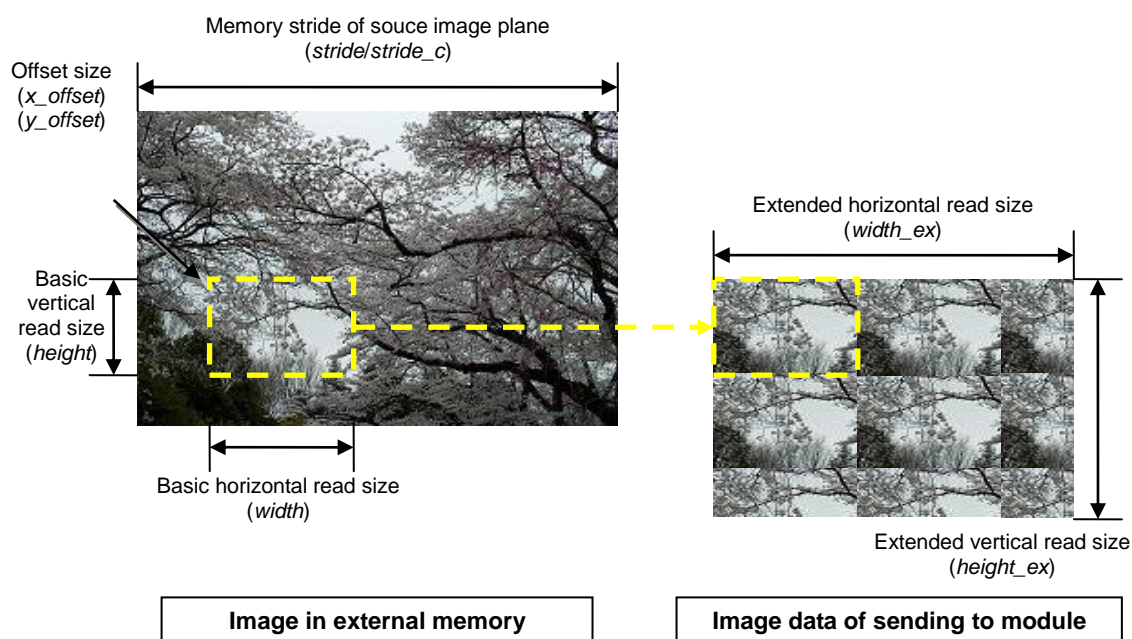 Memory stride of souce image plane
(stride/stride_c)
Offset size
(x_offset)
(y_offset)
Extended horizontal read size
(width_ex)
Basic
vertical
read size
(height)
Basic horizontal read size
(width)
Extended vertical read size
(height_ex)
Image in external memory
Image data of sending to module